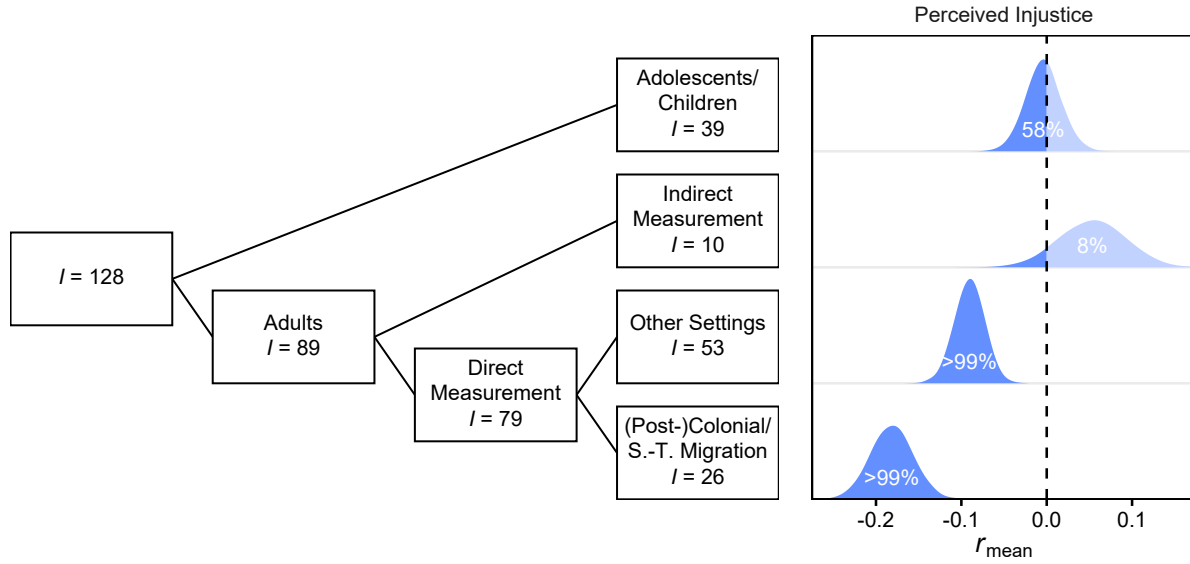 Perceived Injustice
Adolescents/
Children
I = 39
58%
Indirect
Measurement
I = 10
8%
I = 128
Adults
I = 89
Other Settings
I = 53
>99%
Direct
Measurement
I = 79
(Post-)Colonial/
S.-T. Migration
I = 26
>99%
-0.2 -0.1 0.0 0.1
r mean